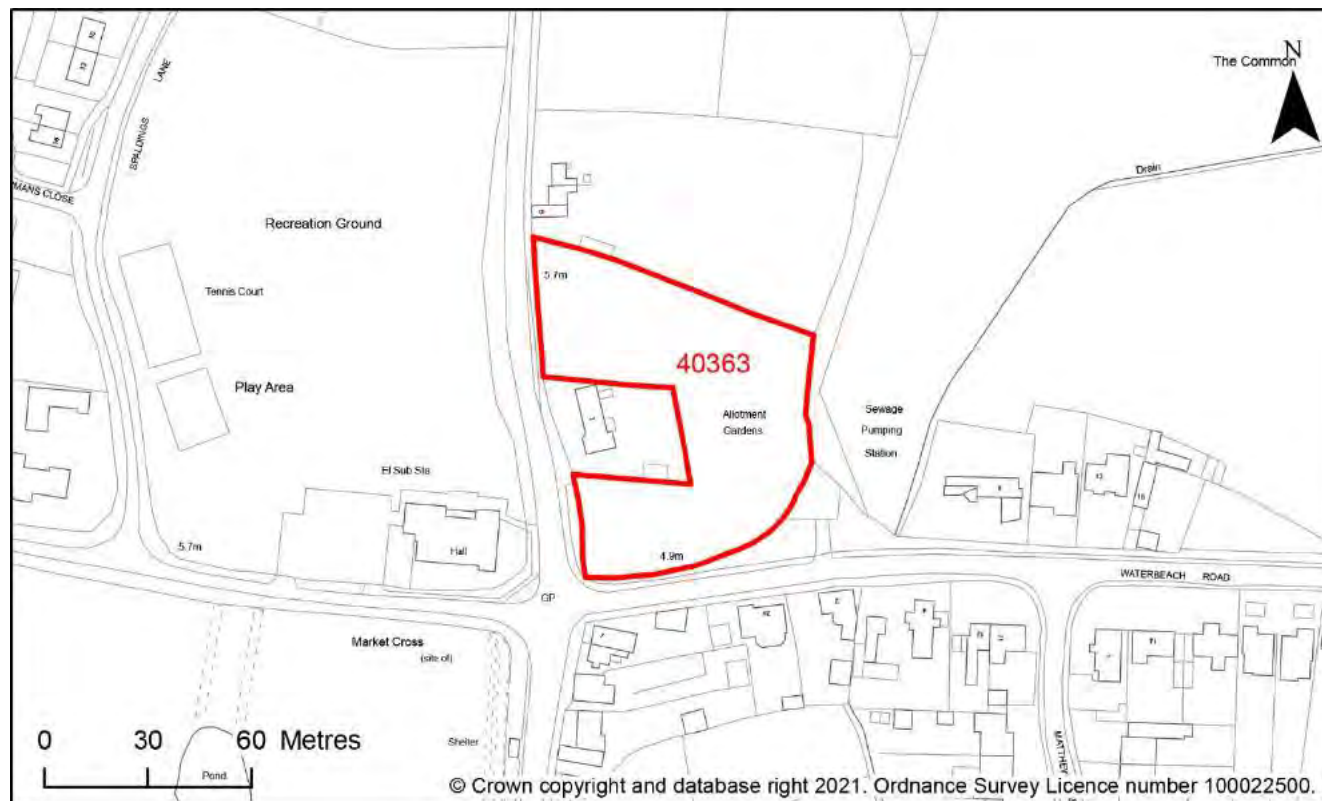 The Common
N
SPALDINGS LANE
Drain
MANS CLOSE
Recreation Ground
5.7m
Tennis Court
40363
Play Area
Allotment
Gardens
Sewage
Pumping
Station
El Sub Sta
5.7m
Hall
4.9m
WATERBEACH ROAD
GP
Market Cross
(site of)
0 30 60 Metres
Shelter
MATTHEW
Pond
© Crown copyright and database right 2021. Ordnance Survey Licence number 100022500.